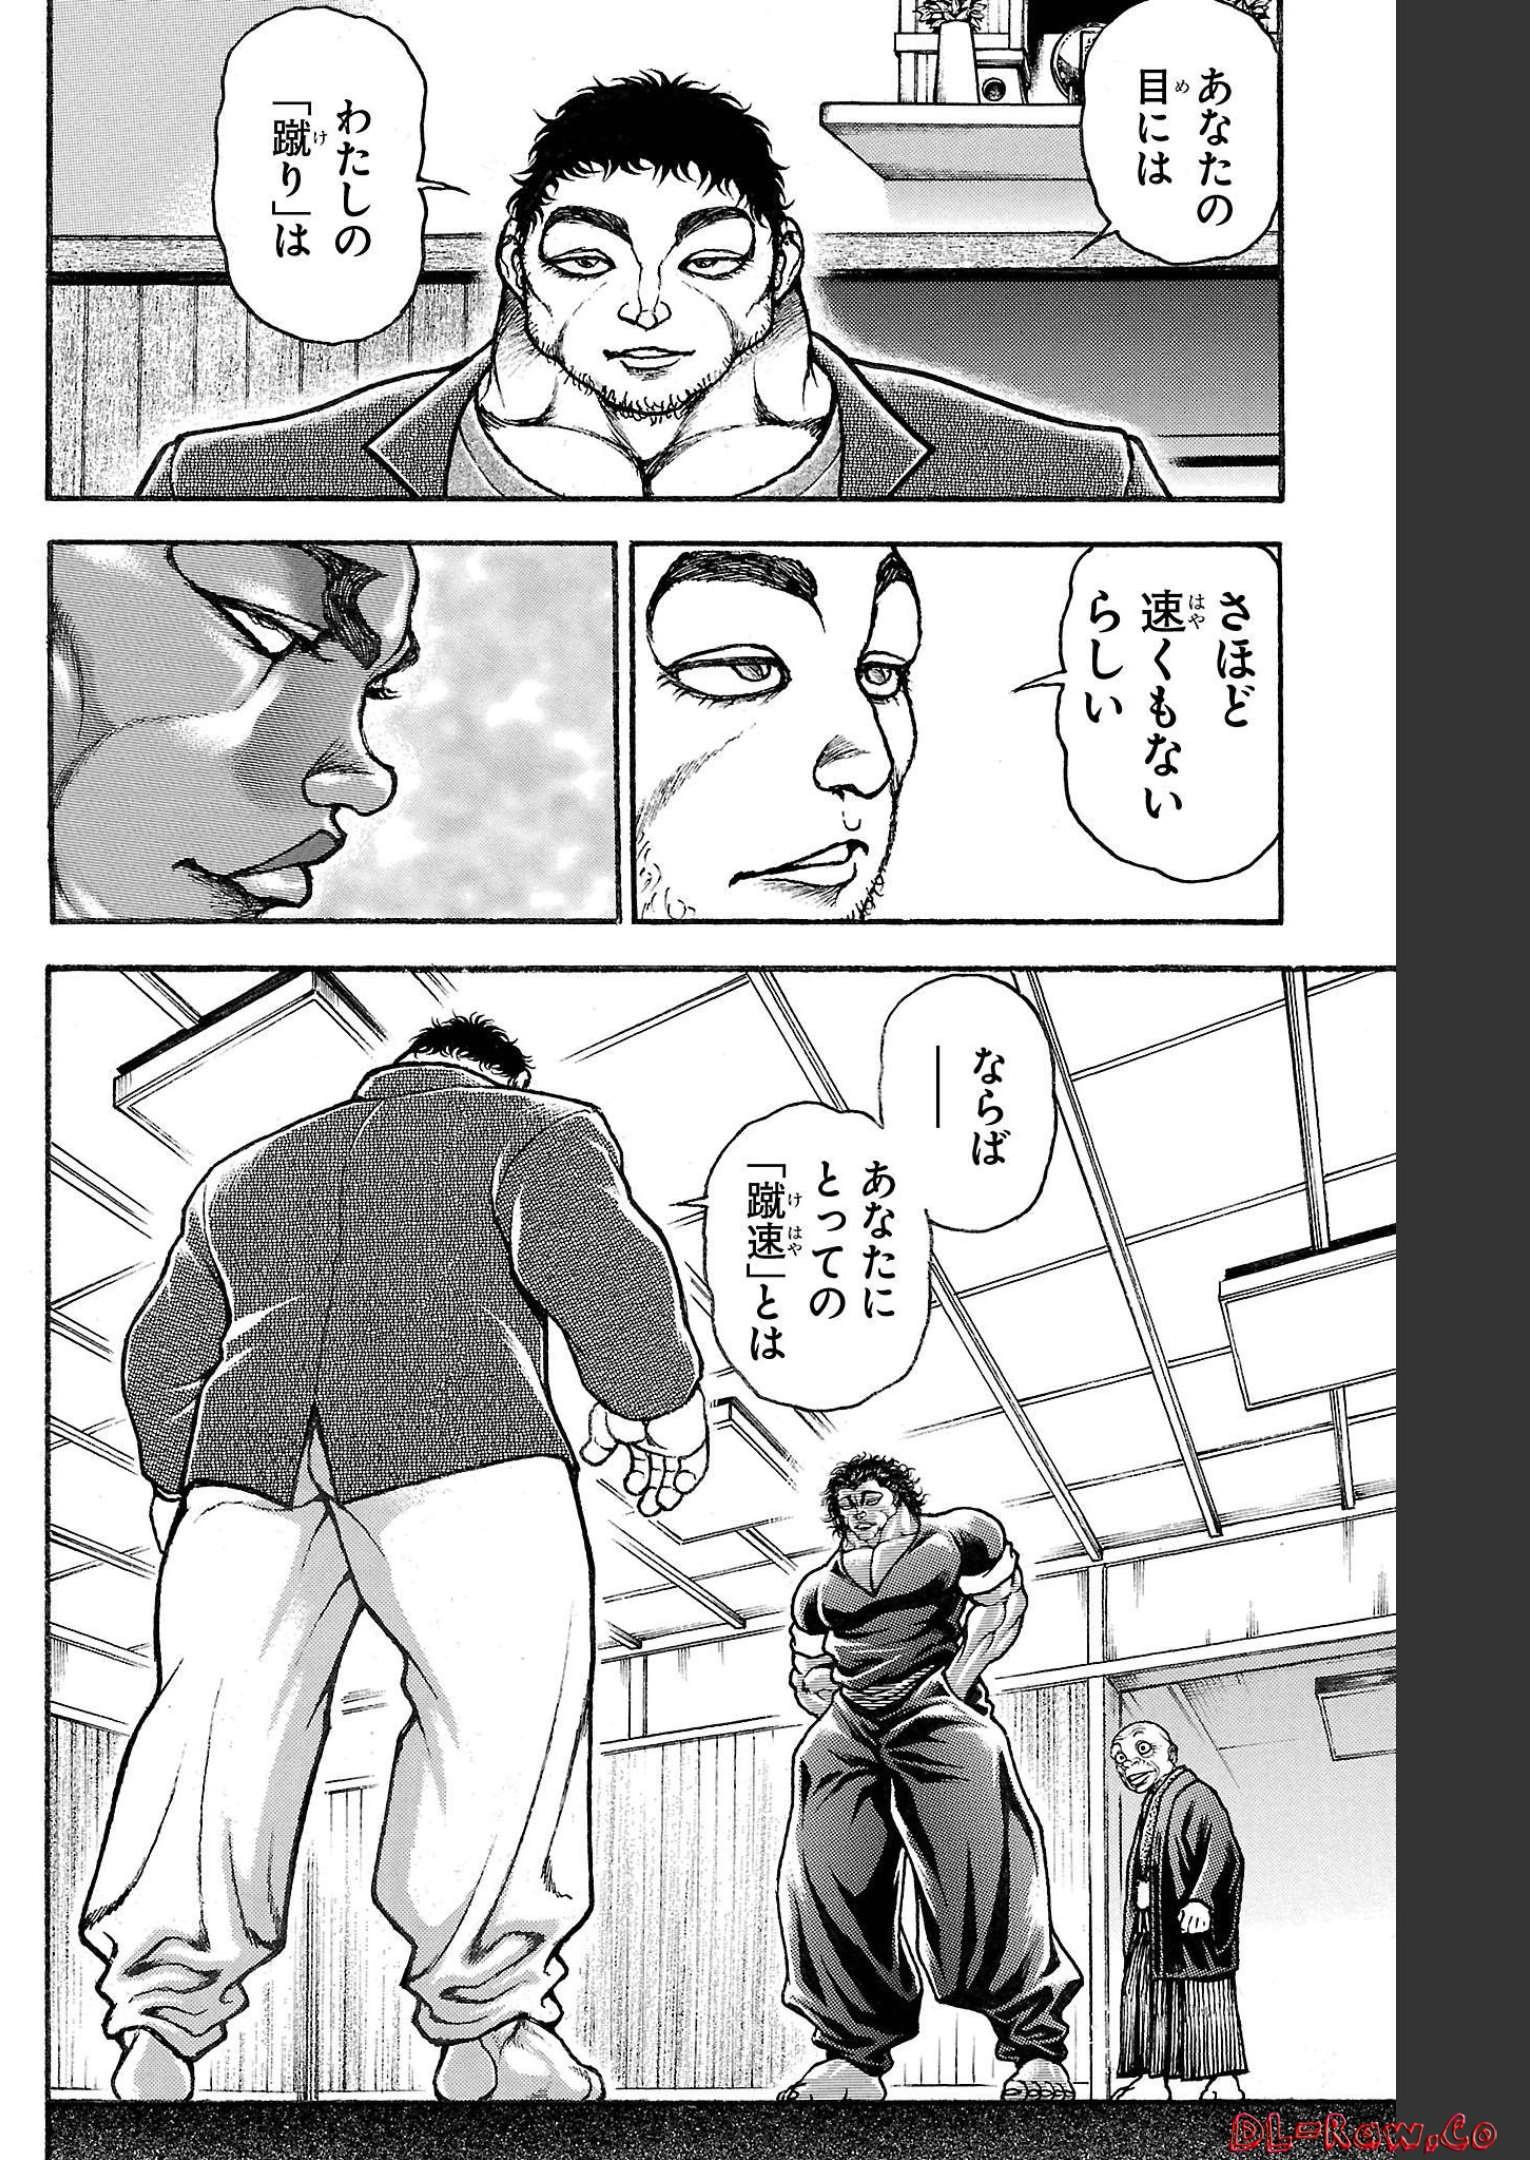 あなたの
目には
わたしの
「蹴り」は
さほど
速くもない
らしい
ならば
―
あなたに
とっての
「蹴速」とは
DL-Raw.Co